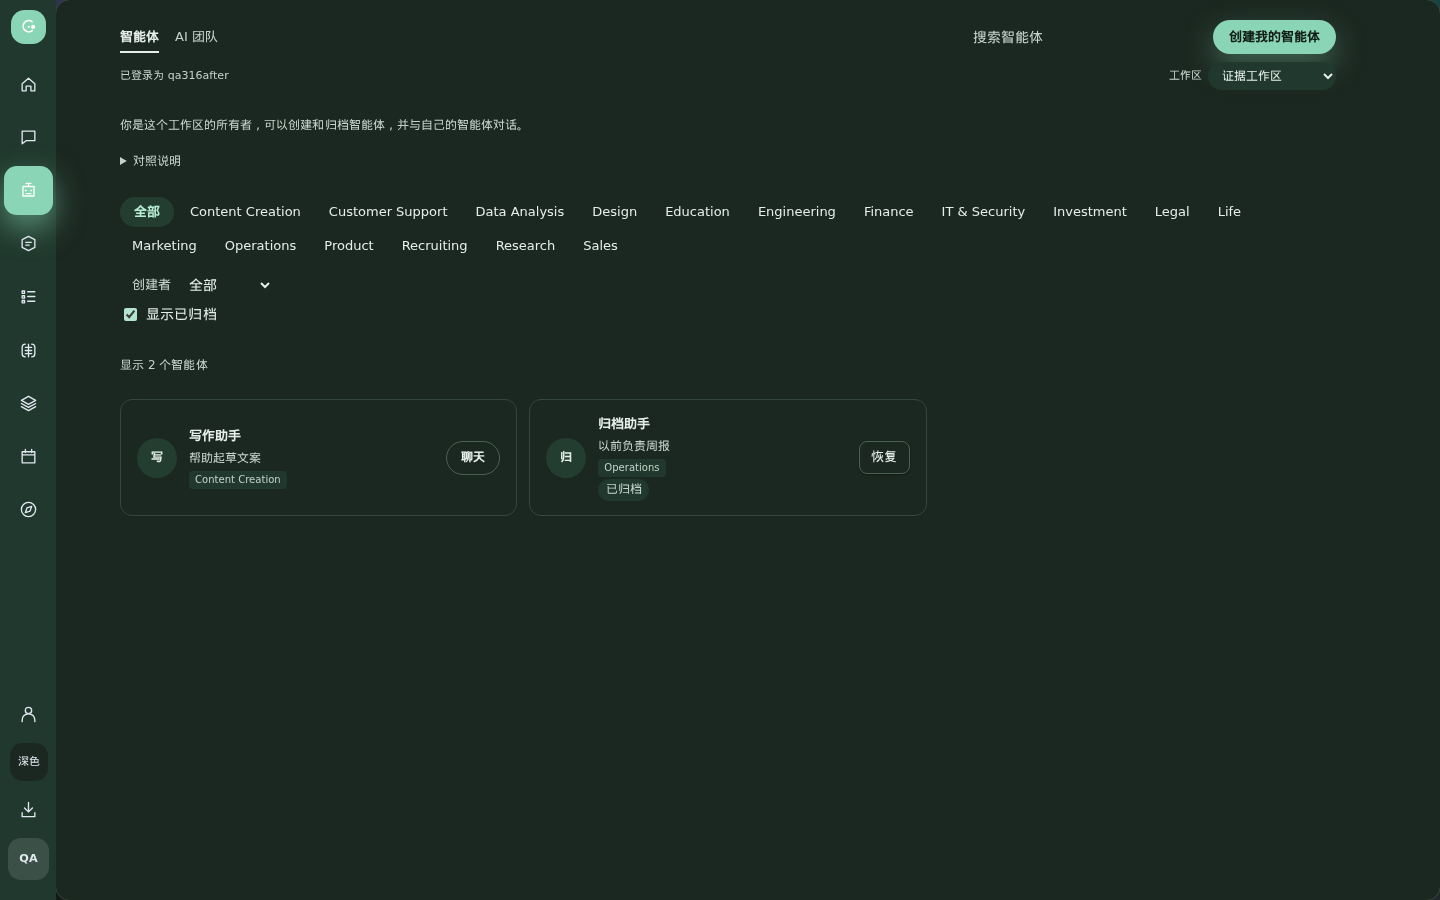 智能体 AI 团队 搜索智能体 创建我的智能体
已登录为 qa316after 工作区 证据工作区
你是这个工作区的所有者，可以创建和归档智能体，并与自己的智能体对话。
对照说明
全部 Content Creation Customer Support Data Analysis Design Education Engineering Finance IT & Security Investment Legal Life
Marketing Operations Product Recruiting Research Sales
创建者 全部
显示已归档
显示 2 个智能体
写
写作助手
帮助起草文案
Content Creation
聊天
归
归档助手
以前负责周报
Operations
已归档
恢复
深色
QA